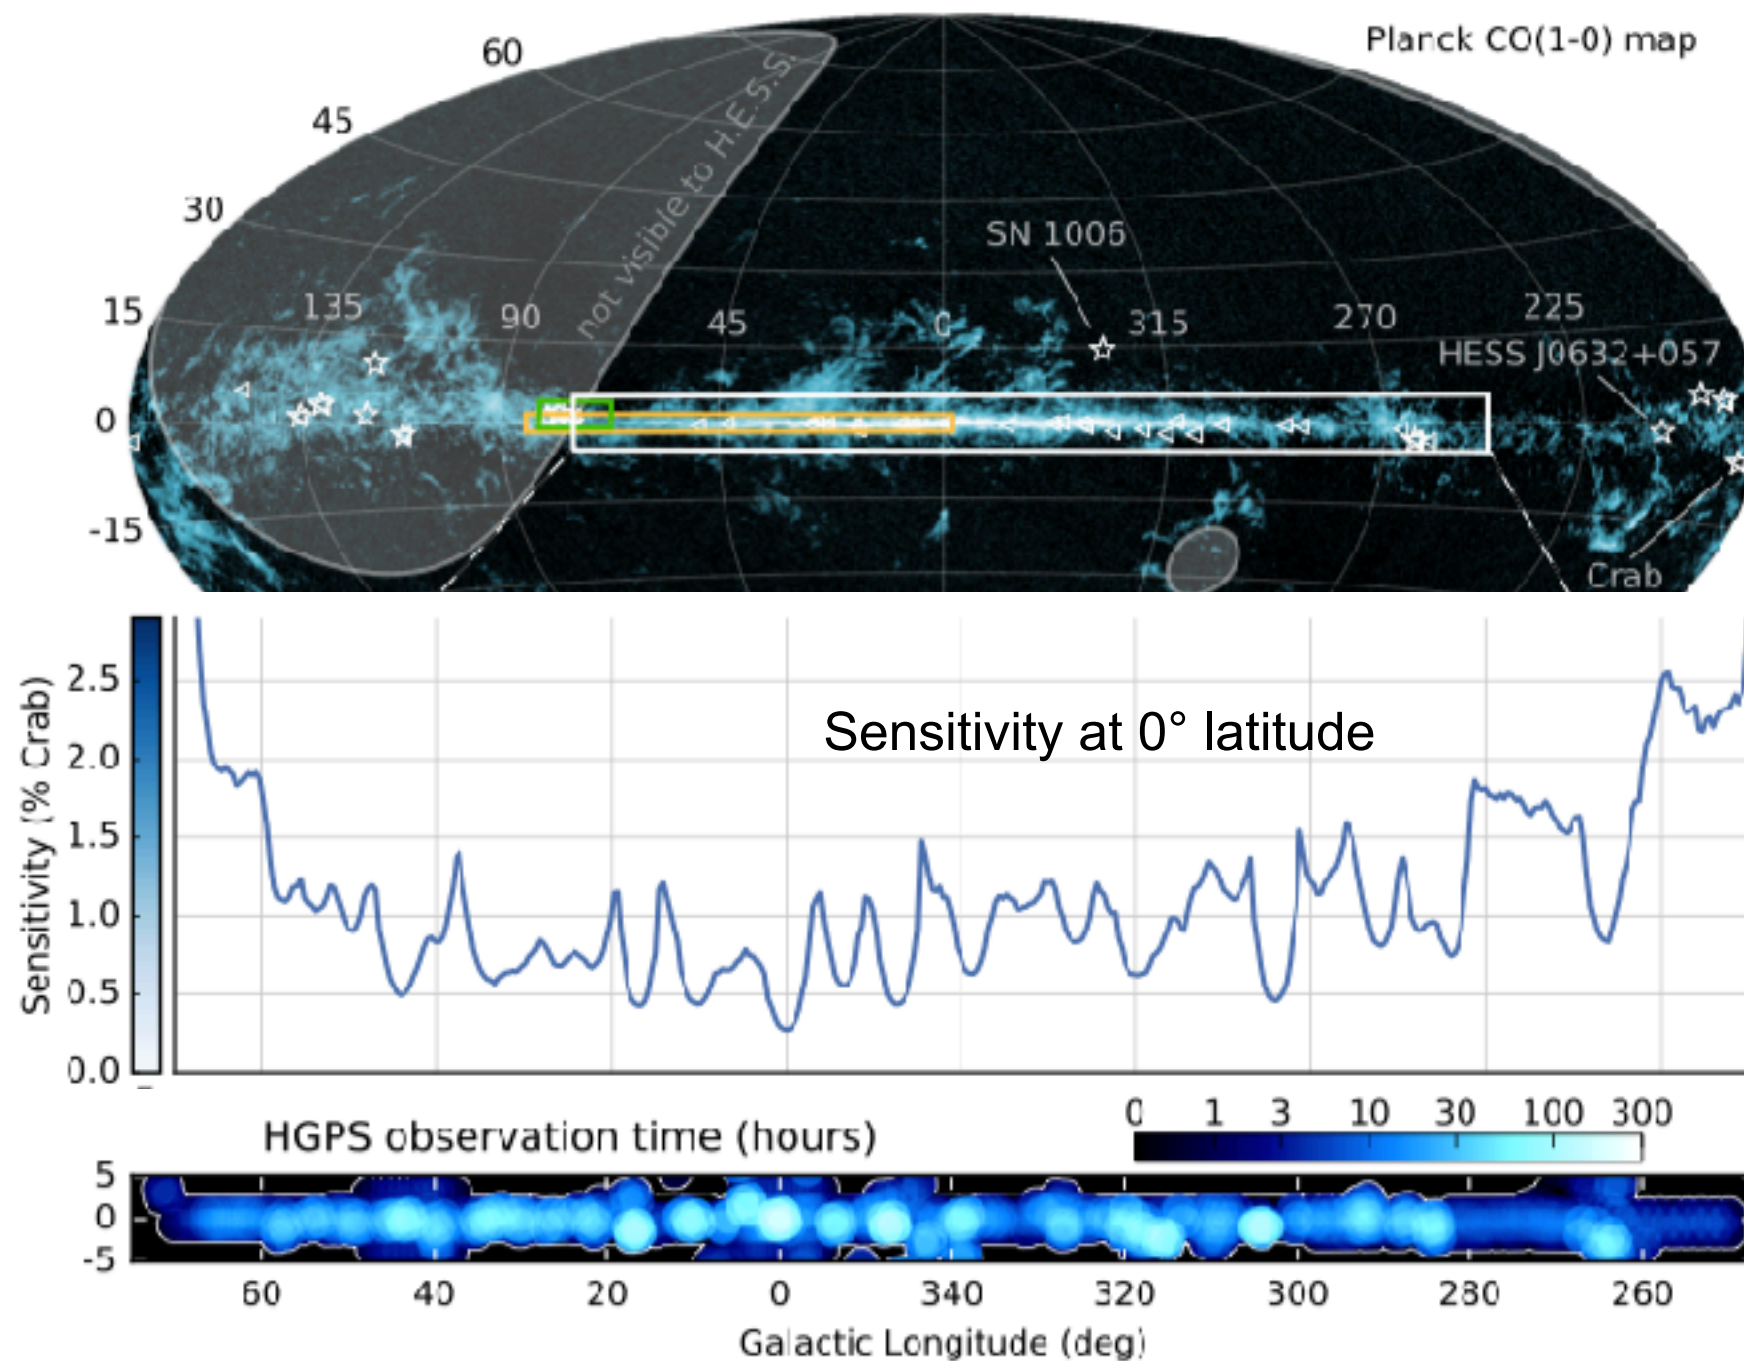 Planck CO(1-0) map
60
45
30
15
0
-15
not visible to H.E.S.S.
135
90
45
0
315
270
225
SN 1006
HESS J0632+057
Crab
Sensitivity (% Crab)
2.5
2.0
1.5
1.0
0.5
0.0
Sensitivity at 0° latitude
HGPS observation time (hours)
0 1 3 10 30 100 300
5
0
-5
60 40 20 0 340 320 300 280 260
Galactic Longitude (deg)